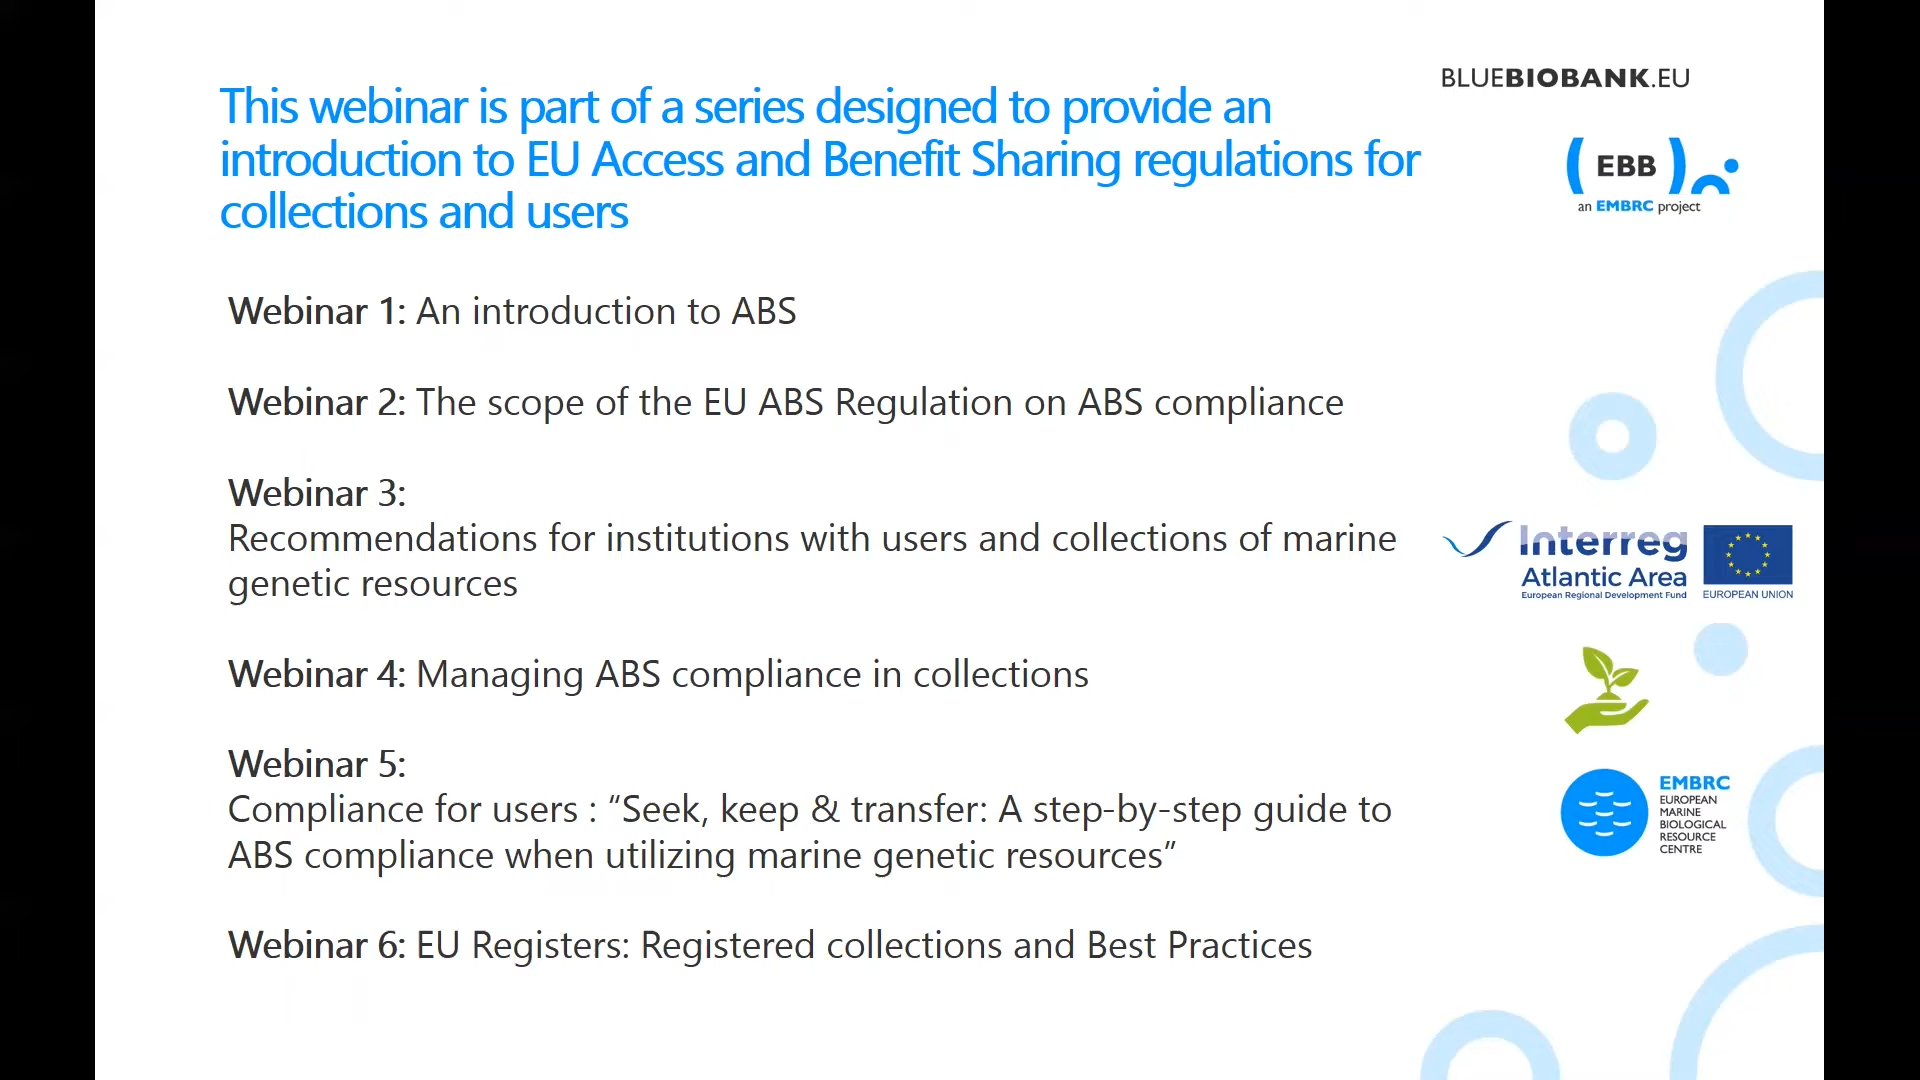 This webinar is part of a series designed to provide an
introduction to EU Access and Benefit Sharing regulations for
collections and users
BLUEBIOBANK.EU
( EBB )
an EMBRC project
Webinar 1: An introduction to ABS
Webinar 2: The scope of the EU ABS Regulation on ABS compliance
Webinar 3:
Recommendations for institutions with users and collections of marine
genetic resources
Interreg
Atlantic Area
European Regional Development Fund
EUROPEAN UNION
Webinar 4: Managing ABS compliance in collections
Webinar 5:
Compliance for users : “Seek, keep & transfer: A step-by-step guide to
ABS compliance when utilizing marine genetic resources”
EMBRC
EUROPEAN
MARINE
BIOLOGICAL
RESOURCE
CENTRE
Webinar 6: EU Registers: Registered collections and Best Practices